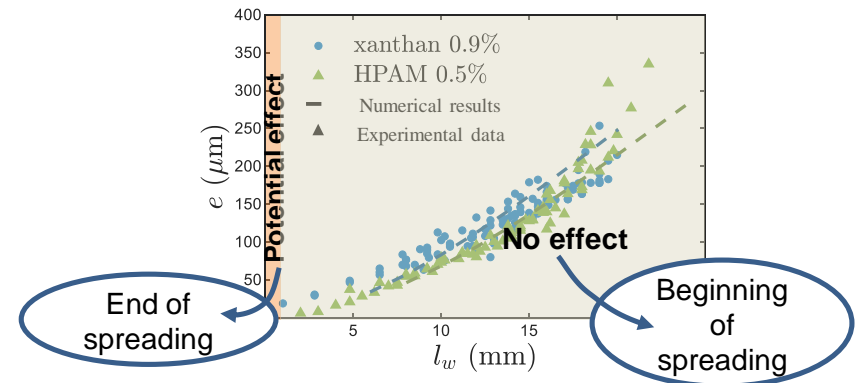 400
350
300
250
200
150
100
50
e (μm)
Potential effect
xanthan 0.9%
HPAM 0.5%
Numerical results
Experimental data
No effect
End of
spreading
Beginning
of
spreading
5
10
15
l_w (mm)